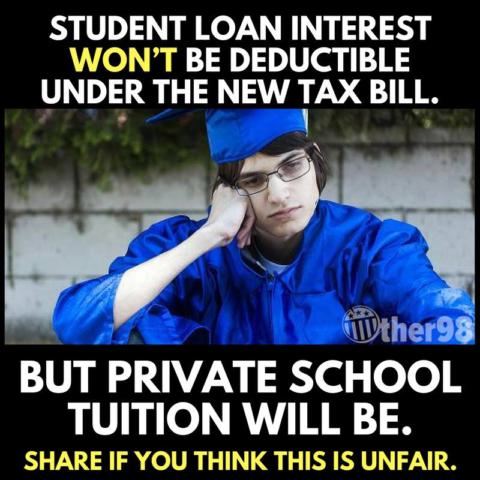 STUDENT LOAN INTEREST
WON'T BE DEDUCTIBLE
UNDER THE NEW TAX BILL.
ther98
BUT PRIVATE SCHOOL
TUITION WILL BE.
SHARE IF YOU THINK THIS IS UNFAIR.